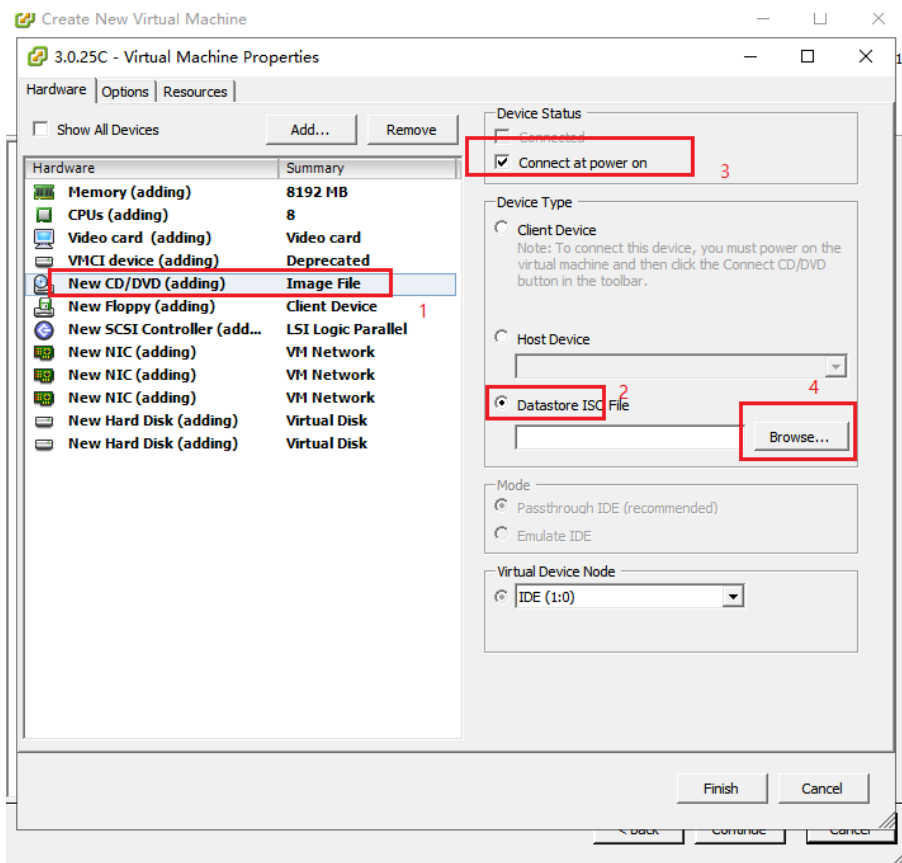 Create New Virtual Machine
3.0.25C - Virtual Machine Properties
Hardware Options Resources
Show All Devices Add... Remove
Hardware Summary
Memory (adding) 8192 MB
CPUs (adding) 8
Video card (adding) Video card
VMCI device (adding) Deprecated
New CD/DVD (adding) Image File
1
New Floppy (adding) Client Device
New SCSI Controller (add... LSI Logic Parallel
New NIC (adding) VM Network
New NIC (adding) VM Network
New NIC (adding) VM Network
New Hard Disk (adding) Virtual Disk
New Hard Disk (adding) Virtual Disk
Device Status
Connected
Connect at power on
3
Device Type
Client Device
Note: To connect this device, you must power on the
virtual machine and then click the Connect CD/DVD
button in the toolbar.
Host Device
2
4
Datastore ISO File
Browse...
Mode
Passthrough IDE (recommended)
Emulate IDE
Virtual Device Node
IDE (1:0)
Finish Cancel
< Back Continue Cancel